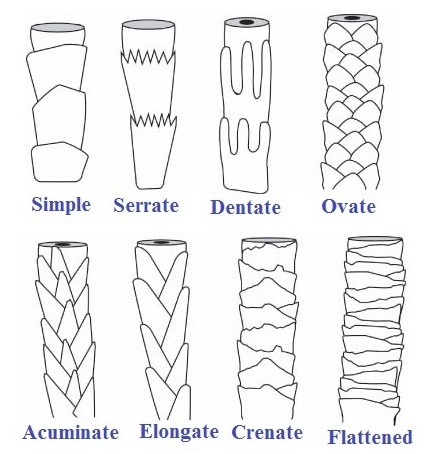 Simple Serrate Dentate Ovate
Acuminate Elongate Crenate Flattened